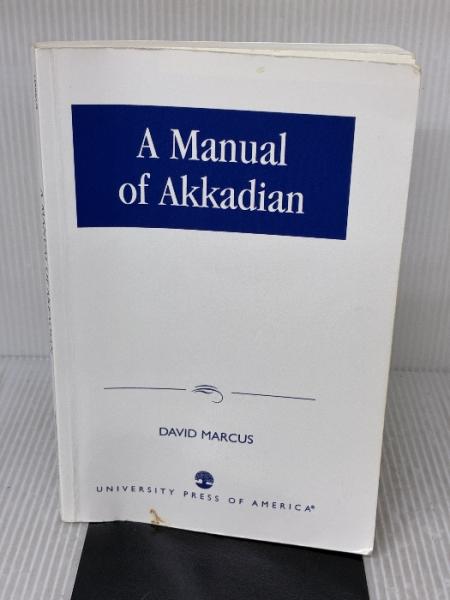 A Manual
of Akkadian
DAVID MARCUS
UNIVERSITY PRESS OF AMERICA®